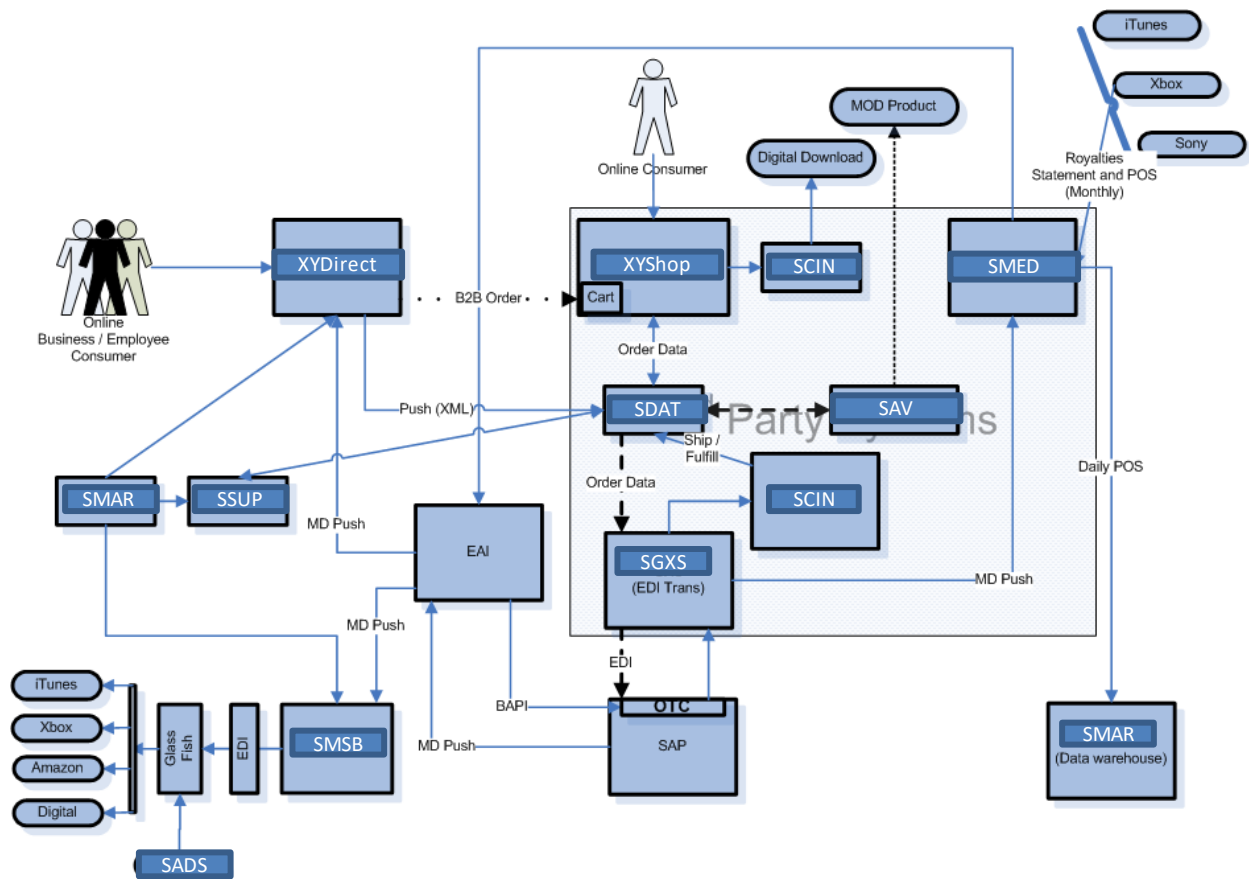 iTunes
Xbox
Sony
Royalties
Statement and POS
(Monthly)
MOD Product
Online Consumer
Digital Download
XYDirect
XYShop
SCIN
SMED
B2B Order
Cart
Online
Business / Employee
Consumer
Order Data
Push (XML)
SDAT
SAV
Party
Ship /
Fulfill
Daily POS
SMAR
SSUP
Order Data
SCIN
MD Push
EAI
SGXS
(EDI Trans)
MD Push
MD Push
EDI
iTunes
Xbox
Amazon
Digital
Glass
Fish
EDI
SMSB
BAPI
OTC
MD Push
SAP
SMAR
(Data warehouse)
SADS